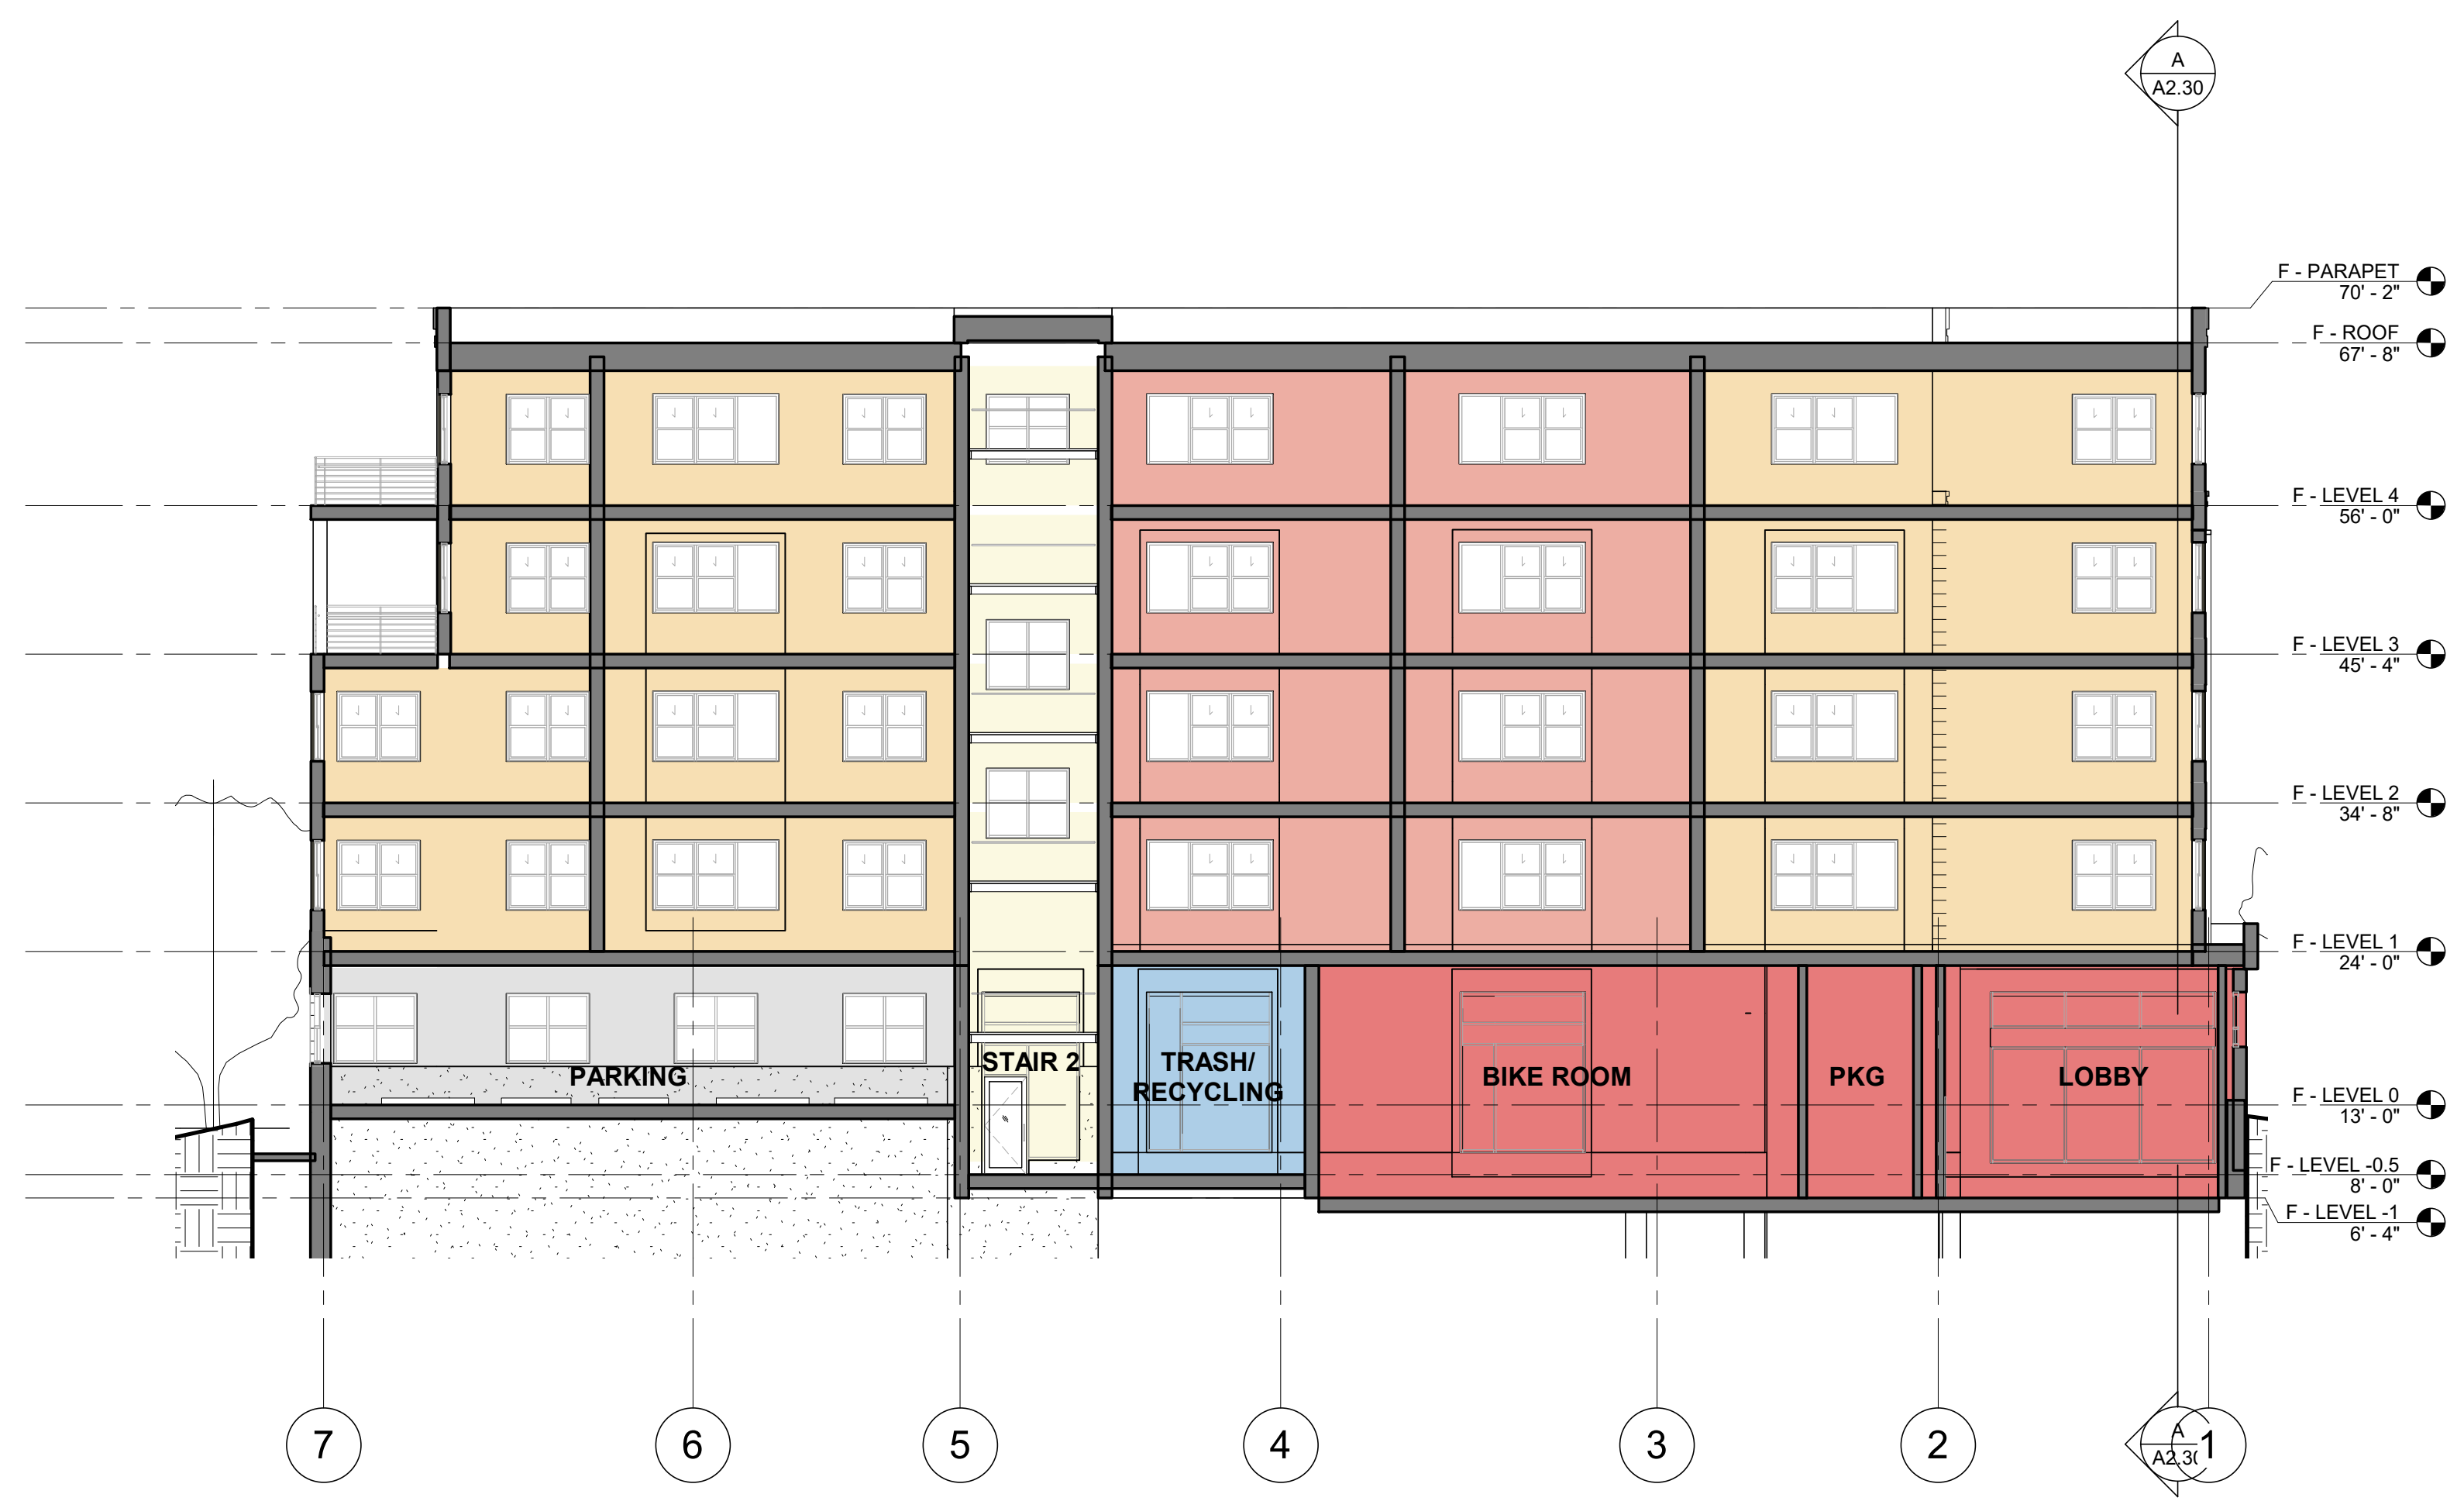 A
A2.30
F - PARAPET
70' - 2"
F - ROOF
67' - 8"
F - LEVEL 4
56' - 0"
F - LEVEL 3
45' - 4"
F - LEVEL 2
34' - 8"
F - LEVEL 1
24' - 0"
PARKING
STAIR 2
TRASH/
RECYCLING
BIKE ROOM
PKG
LOBBY
F - LEVEL 0
13' - 0"
F - LEVEL -0.5
8' - 0"
F - LEVEL -1
6' - 4"
7
6
5
4
3
2
A
1